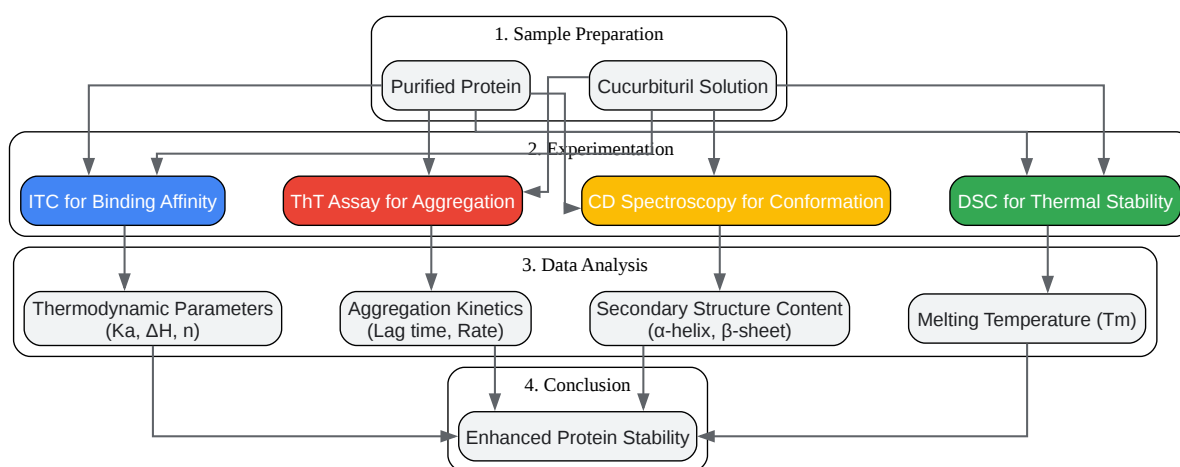 1. Sample Preparation
Purified Protein
Cucurbituril Solution
2. Experimentation
ITC for Binding Affinity
ThT Assay for Aggregation
CD Spectroscopy for Conformation
DSC for Thermal Stability
3. Data Analysis
Thermodynamic Parameters
(Ka, ΔH, n)
Aggregation Kinetics
(Lag time, Rate)
Secondary Structure Content
(α-helix, β-sheet)
Melting Temperature (Tm)
4. Conclusion
Enhanced Protein Stability